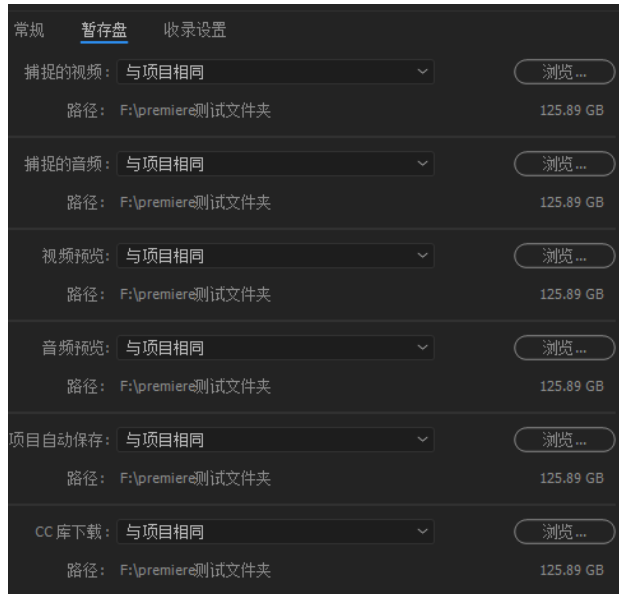 常规 暂存盘 收录设置
捕捉的视频： 与项目相同 浏览...
路径： F:\premiere测试文件夹 125.89 GB
捕捉的音频： 与项目相同 浏览...
路径： F:\premiere测试文件夹 125.89 GB
视频预览： 与项目相同 浏览...
路径： F:\premiere测试文件夹 125.89 GB
音频预览： 与项目相同 浏览...
路径： F:\premiere测试文件夹 125.89 GB
项目自动保存： 与项目相同 浏览...
路径： F:\premiere测试文件夹 125.89 GB
CC 库下载： 与项目相同 浏览...
路径： F:\premiere测试文件夹 125.89 GB